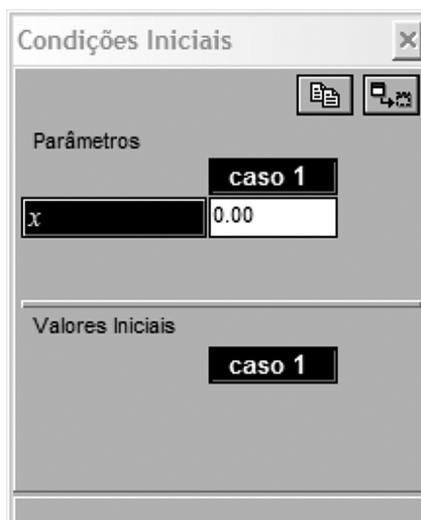 Condições Iniciais
Parâmetros
caso 1
x 0.00
Valores Iniciais
caso 1